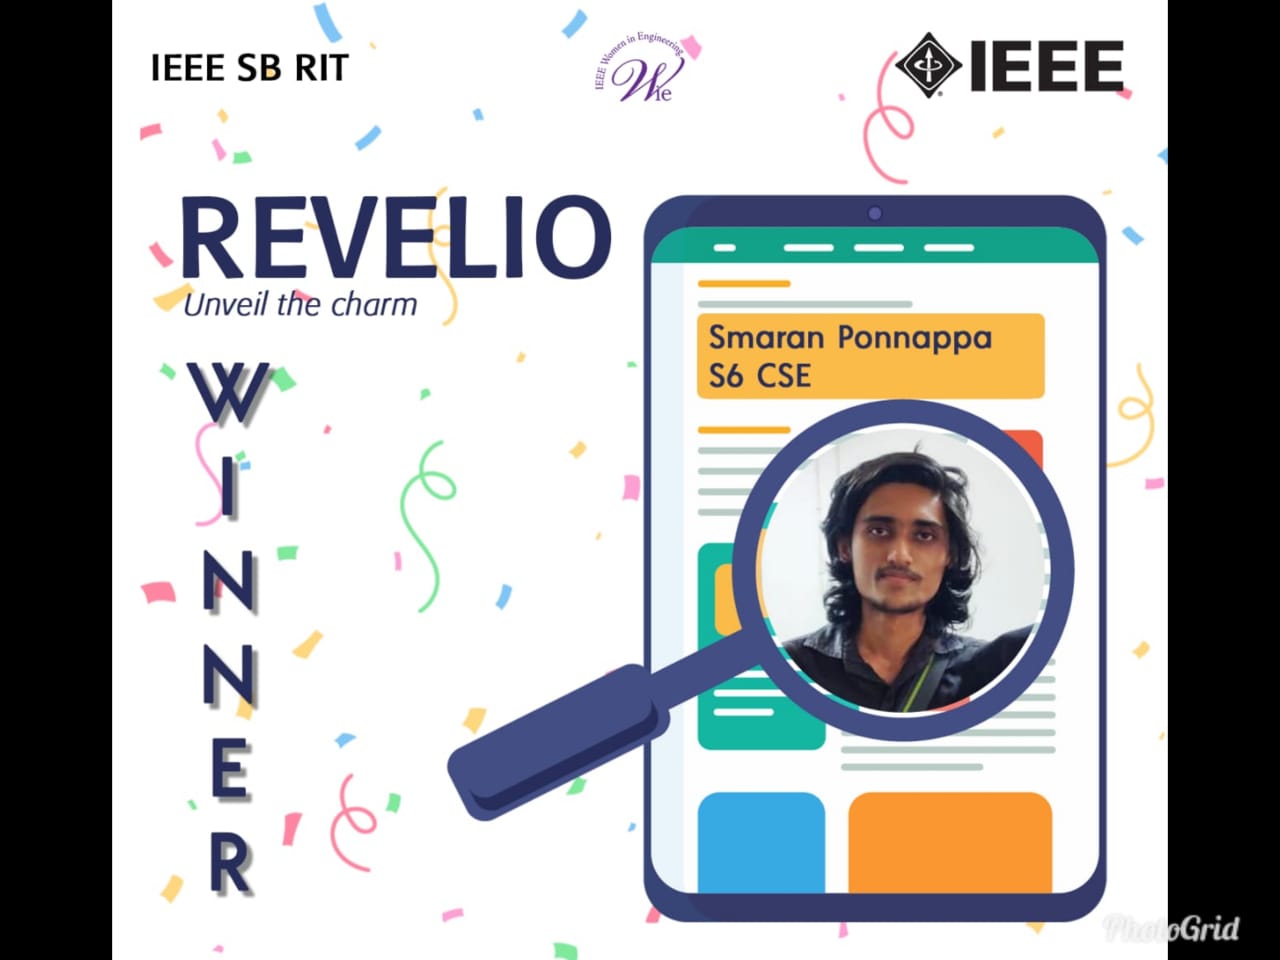 IEEE SB RIT
IEEE Women in Engineering
Wie
IEEE
REVELIO
Unveil the charm
WINNER
Smaran Ponnappa
S6 CSE
PhotoGrid